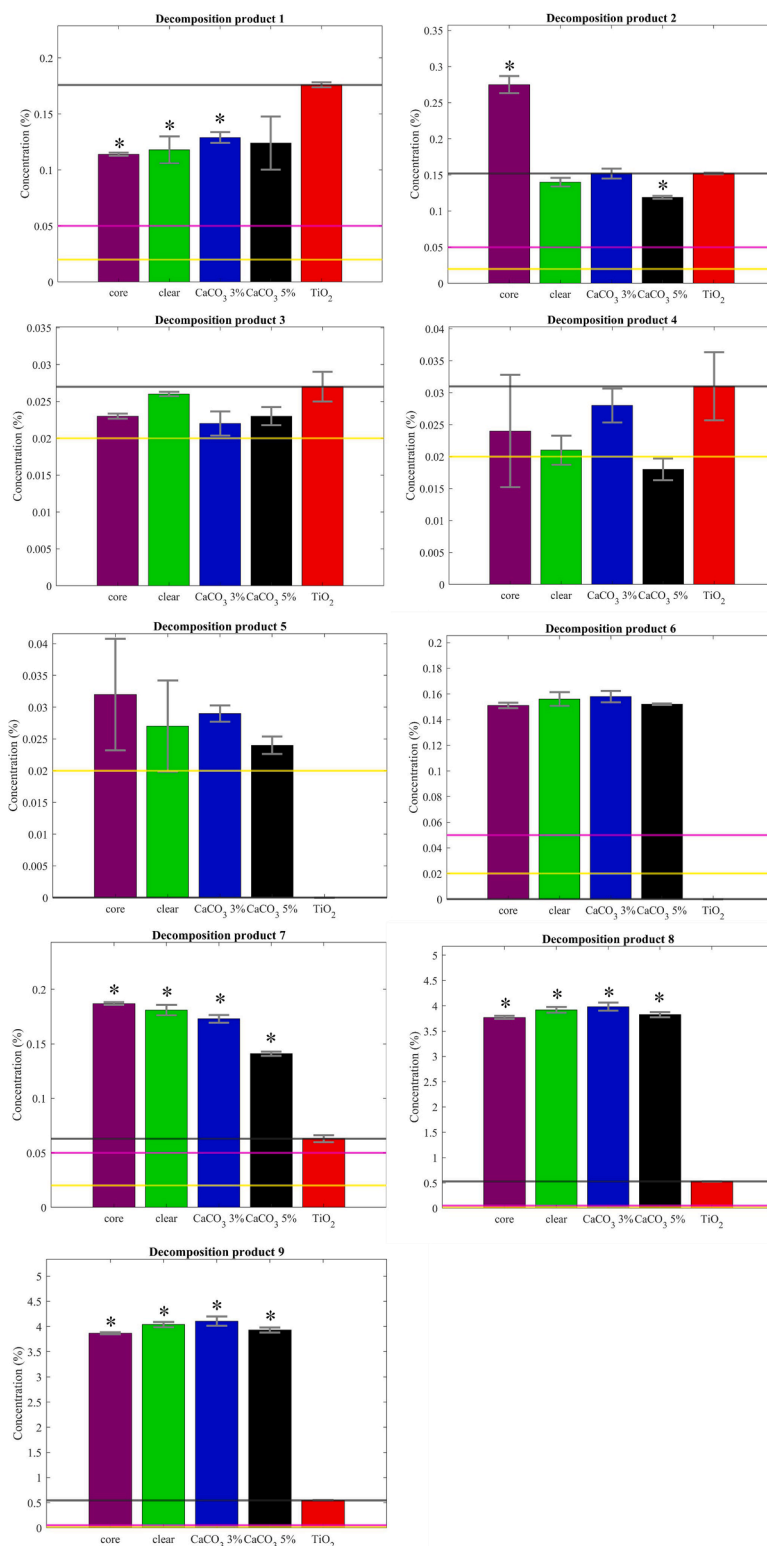 Decomposition product 1
Concentration (%)
0.2
0.15
0.1
0.05
0
* * *
core clear CaCO3 3% CaCO3 5% TiO2
Decomposition product 2
Concentration (%)
0.35
0.3
0.25
0.2
0.15
0.1
0.05
0
* *
core clear CaCO3 3% CaCO3 5% TiO2
Decomposition product 3
Concentration (%)
0.035
0.03
0.025
0.02
0.015
0.01
0.005
0
core clear CaCO3 3% CaCO3 5% TiO2
Decomposition product 4
Concentration (%)
0.04
0.035
0.03
0.025
0.02
0.015
0.01
0.005
0
core clear CaCO3 3% CaCO3 5% TiO2
Decomposition product 5
Concentration (%)
0.04
0.035
0.03
0.025
0.02
0.015
0.01
0.005
0
core clear CaCO3 3% CaCO3 5% TiO2
Decomposition product 6
Concentration (%)
0.2
0.18
0.16
0.14
0.12
0.1
0.08
0.06
0.04
0.02
0
core clear CaCO3 3% CaCO3 5% TiO2
Decomposition product 7
Concentration (%)
0.2
0.15
0.1
0.05
0
* * * *
core clear CaCO3 3% CaCO3 5% TiO2
Decomposition product 8
Concentration (%)
5
4.5
4
3.5
3
2.5
2
1.5
1
0.5
0
* * * *
core clear CaCO3 3% CaCO3 5% TiO2
Decomposition product 9
Concentration (%)
5
4.5
4
3.5
3
2.5
2
1.5
1
0.5
0
* * * *
core clear CaCO3 3% CaCO3 5% TiO2